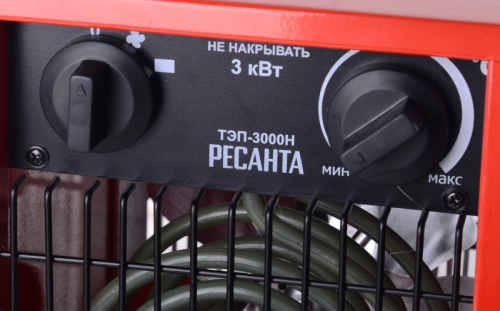 НЕ НАКРЫВАТЬ
3 кВт
ТЭП-3000Н
РЕСАНТА
мин
макс